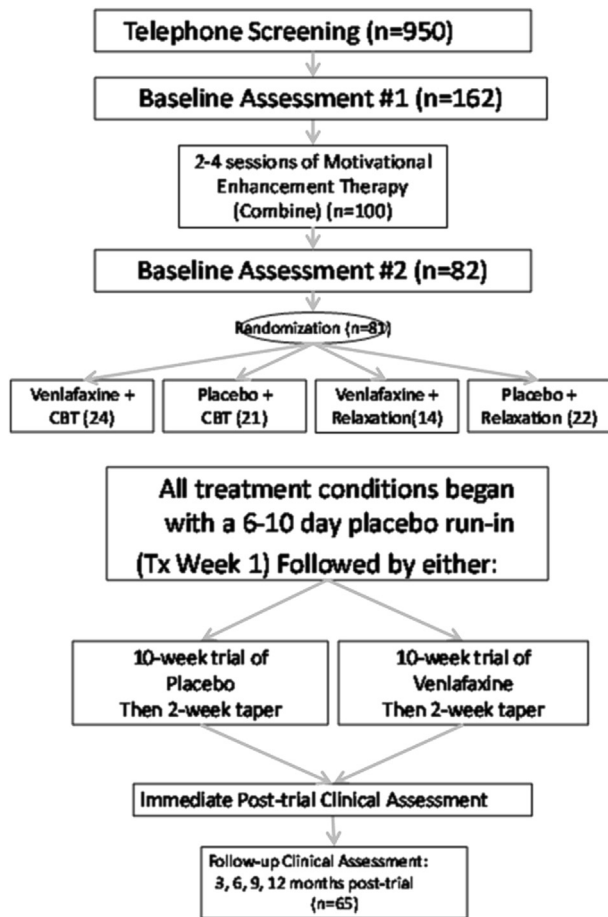 Telephone Screening (n=950)
Baseline Assessment #1 (n=162)
2-4 sessions of Motivational
Enhancement Therapy
(Combine) (n=100)
Baseline Assessment #2 (n=82)
Randomization (n=81)
Venlafaxine +
CBT (24)
Placebo +
CBT (21)
Venlafaxine +
Relaxation(14)
Placebo +
Relaxation (22)
All treatment conditions began
with a 6-10 day placebo run-in
(Tx Week 1) Followed by either:
10-week trial of
Placebo
Then 2-week taper
10-week trial of
Venlafaxine
Then 2-week taper
Immediate Post-trial Clinical Assessment
Follow-up Clinical Assessment:
3, 6, 9, 12 months post-trial
(n=65)